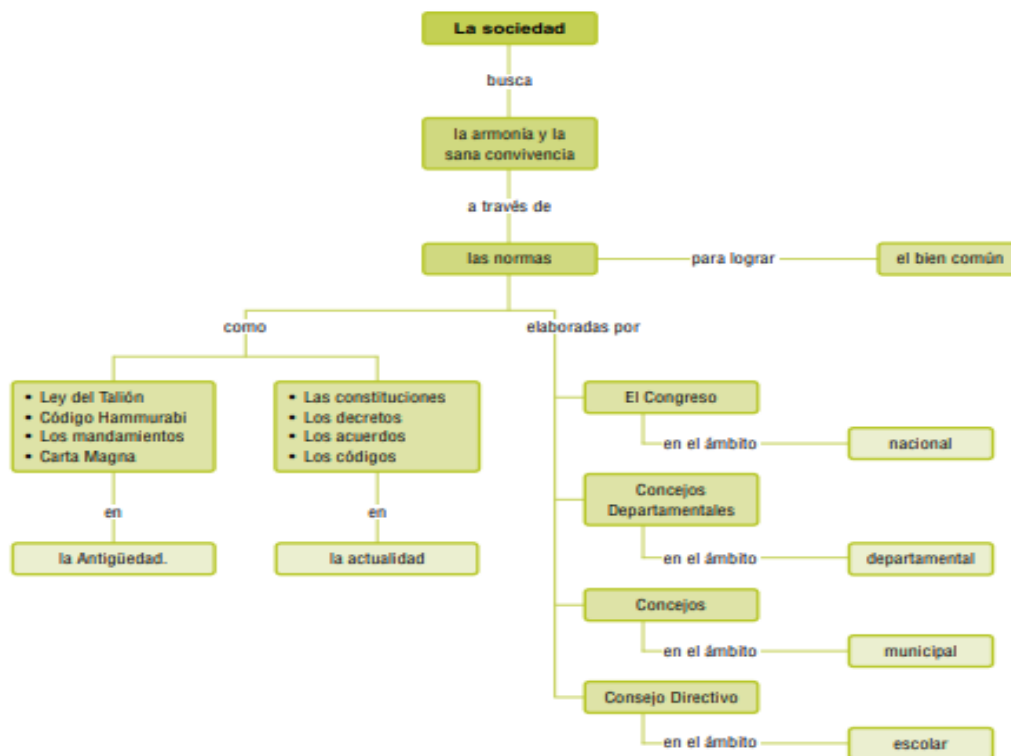 La sociedad
busca
la armonía y la
sana convivencia
a través de
las normas
para lograr
el bien común
como
elaboradas por
• Ley del Talión
• Código Hammurabi
• Los mandamientos
• Carta Magna
en
la Antigüedad.
• Las constituciones
• Los decretos
• Los acuerdos
• Los códigos
en
la actualidad
El Congreso
en el ámbito
nacional
Concejos
Departamentales
en el ámbito
departamental
Concejos
en el ámbito
municipal
Consejo Directivo
en el ámbito
escolar